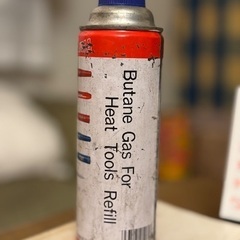 Butane Gas For
Heat Tools Refill